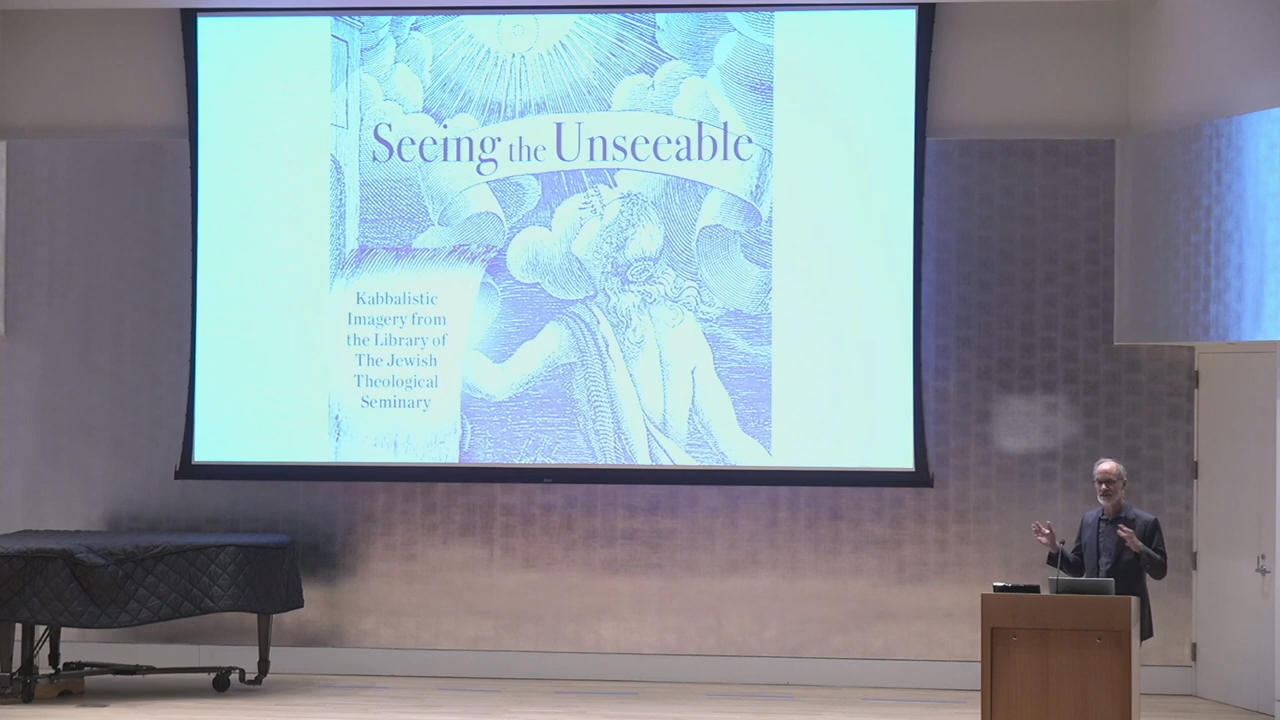 Seeing the Unseeable
Kabbalistic
Imagery from
the Library of
The Jewish
Theological
Seminary